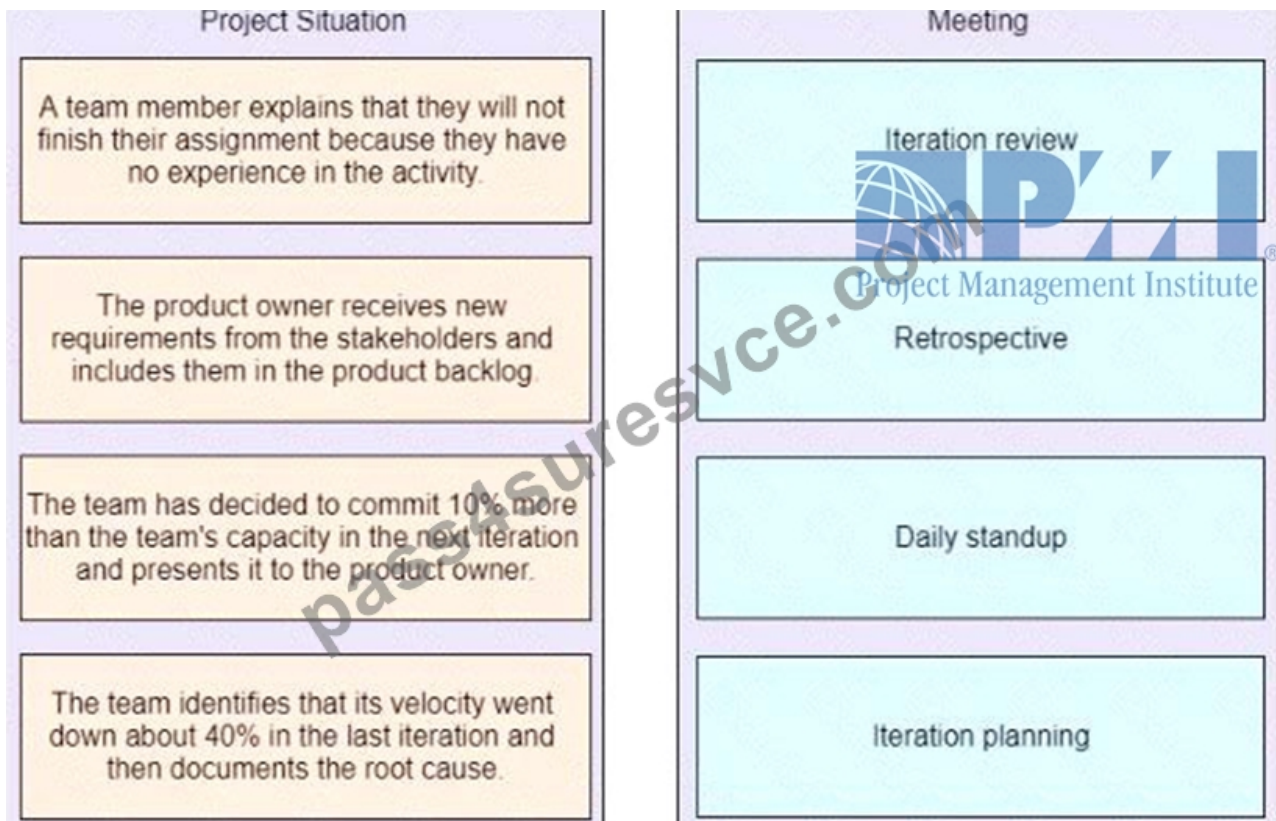 Project Situation
A team member explains that they will not
finish their assignment because they have
no experience in the activity.
The product owner receives new
requirements from the stakeholders and
includes them in the product backlog.
The team has decided to commit 10% more
than the team's capacity in the next iteration
and presents it to the product owner.
The team identifies that its velocity went
down about 40% in the last iteration and
then documents the root cause.
Meeting
Iteration review
Retrospective
Daily standup
Iteration planning
PMI
®
Project Management Institute
pass4suresvce.com